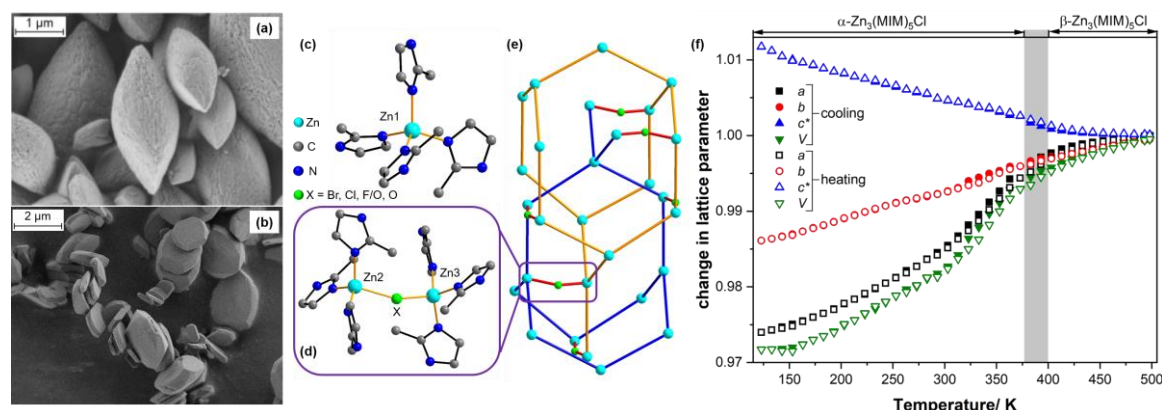 1 µm
(a)
2 µm
(b)
(c)
Zn1
Zn
C
N
X = Br, Cl, F/O, O
Zn2
Zn3
X
(d)
(e)
(f)
α-Zn₃(MIM)₅Cl
β-Zn₃(MIM)₅Cl
a
b
c*
V
cooling
a
b
c*
V
heating
change in lattice parameter
1.01
1.00
0.99
0.98
0.97
150 200 250 300 350 400 450 500
Temperature/ K